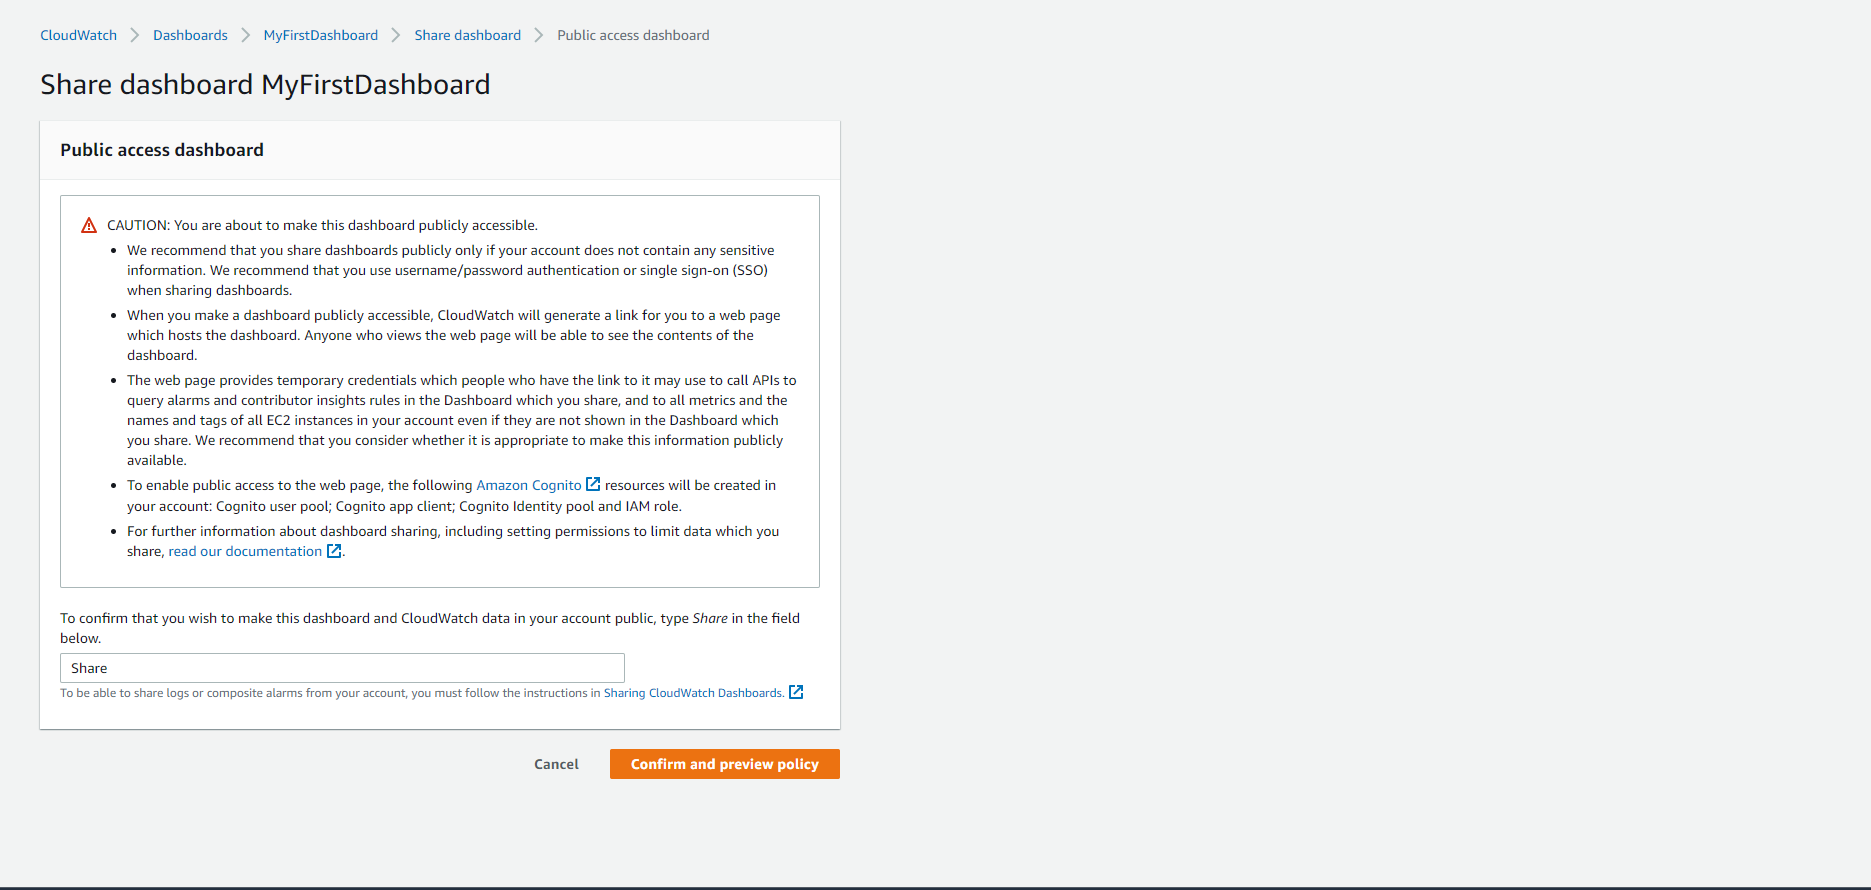 CloudWatch > Dashboards > MyFirstDashboard > Share dashboard > Public access dashboard
Share dashboard MyFirstDashboard
Public access dashboard
CAUTION: You are about to make this dashboard publicly accessible.
• We recommend that you share dashboards publicly only if your account does not contain any sensitive
information. We recommend that you use username/password authentication or single sign-on (SSO)
when sharing dashboards.
• When you make a dashboard publicly accessible, CloudWatch will generate a link for you to a web page
which hosts the dashboard. Anyone who views the web page will be able to see the contents of the
dashboard.
• The web page provides temporary credentials which people who have the link to it may use to call APIs to
query alarms and contributor insights rules in the Dashboard which you share, and to all metrics and the
names and tags of all EC2 instances in your account even if they are not shown in the Dashboard which
you share. We recommend that you consider whether it is appropriate to make this information publicly
available.
• To enable public access to the web page, the following Amazon Cognito resources will be created in
your account: Cognito user pool; Cognito app client; Cognito Identity pool and IAM role.
• For further information about dashboard sharing, including setting permissions to limit data which you
share, read our documentation.
To confirm that you wish to make this dashboard and CloudWatch data in your account public, type Share in the field
below.
Share
To be able to share logs or composite alarms from your account, you must follow the instructions in Sharing CloudWatch Dashboards.
Cancel
Confirm and preview policy